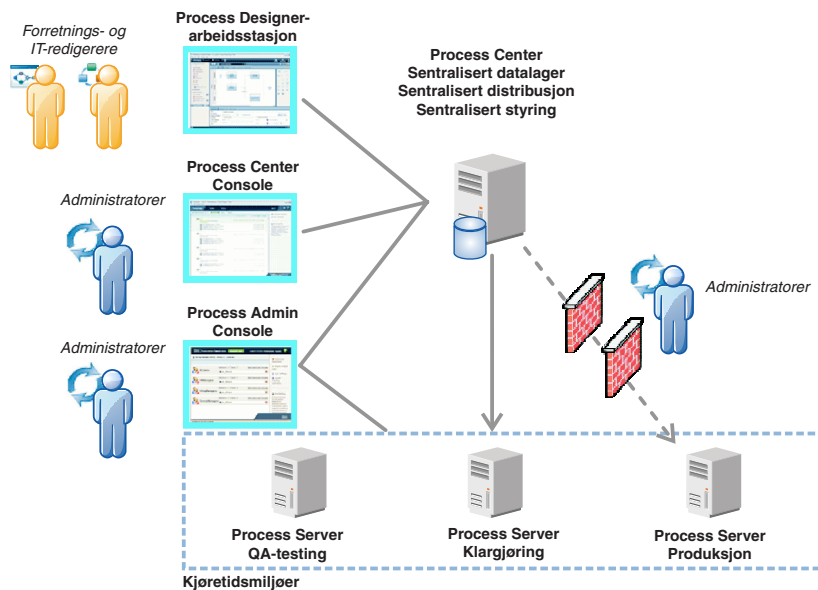 Forretnings- og
IT-redigerere
Process Designer-
arbeidsstasjon
Process Center
Sentralisert datalager
Sentralisert distribusjon
Sentralisert styring
Process Center
Console
Administratorer
Administratorer
Process Admin
Console
Administratorer
Process Server
QA-testing
Process Server
Klargjøring
Process Server
Produksjon
Kjøretidsmiljøer